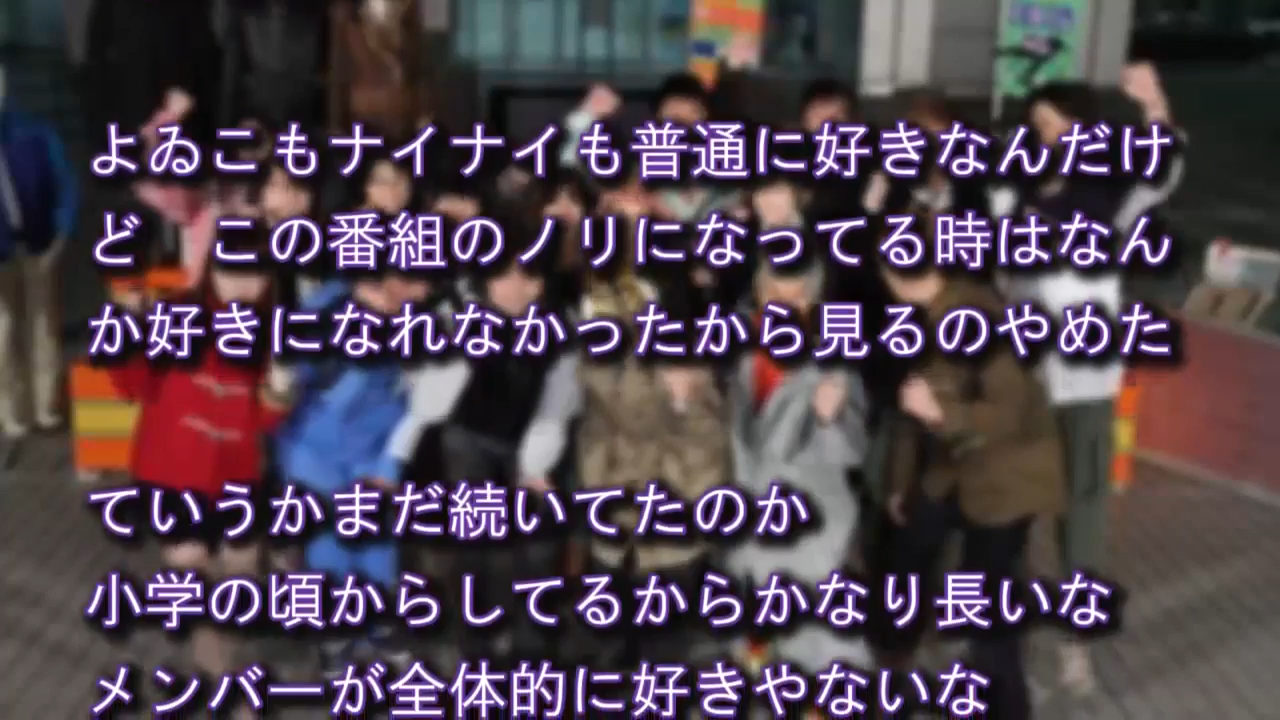 よゐこもナイナイも普通に好きなんだけ
ど　この番組のノリになってる時はなん
か好きになれなかったから見るのやめた
ていうかまだ続いてたのか
小学の頃からしてるからかなり長いな
メンバーが全体的に好きやないな